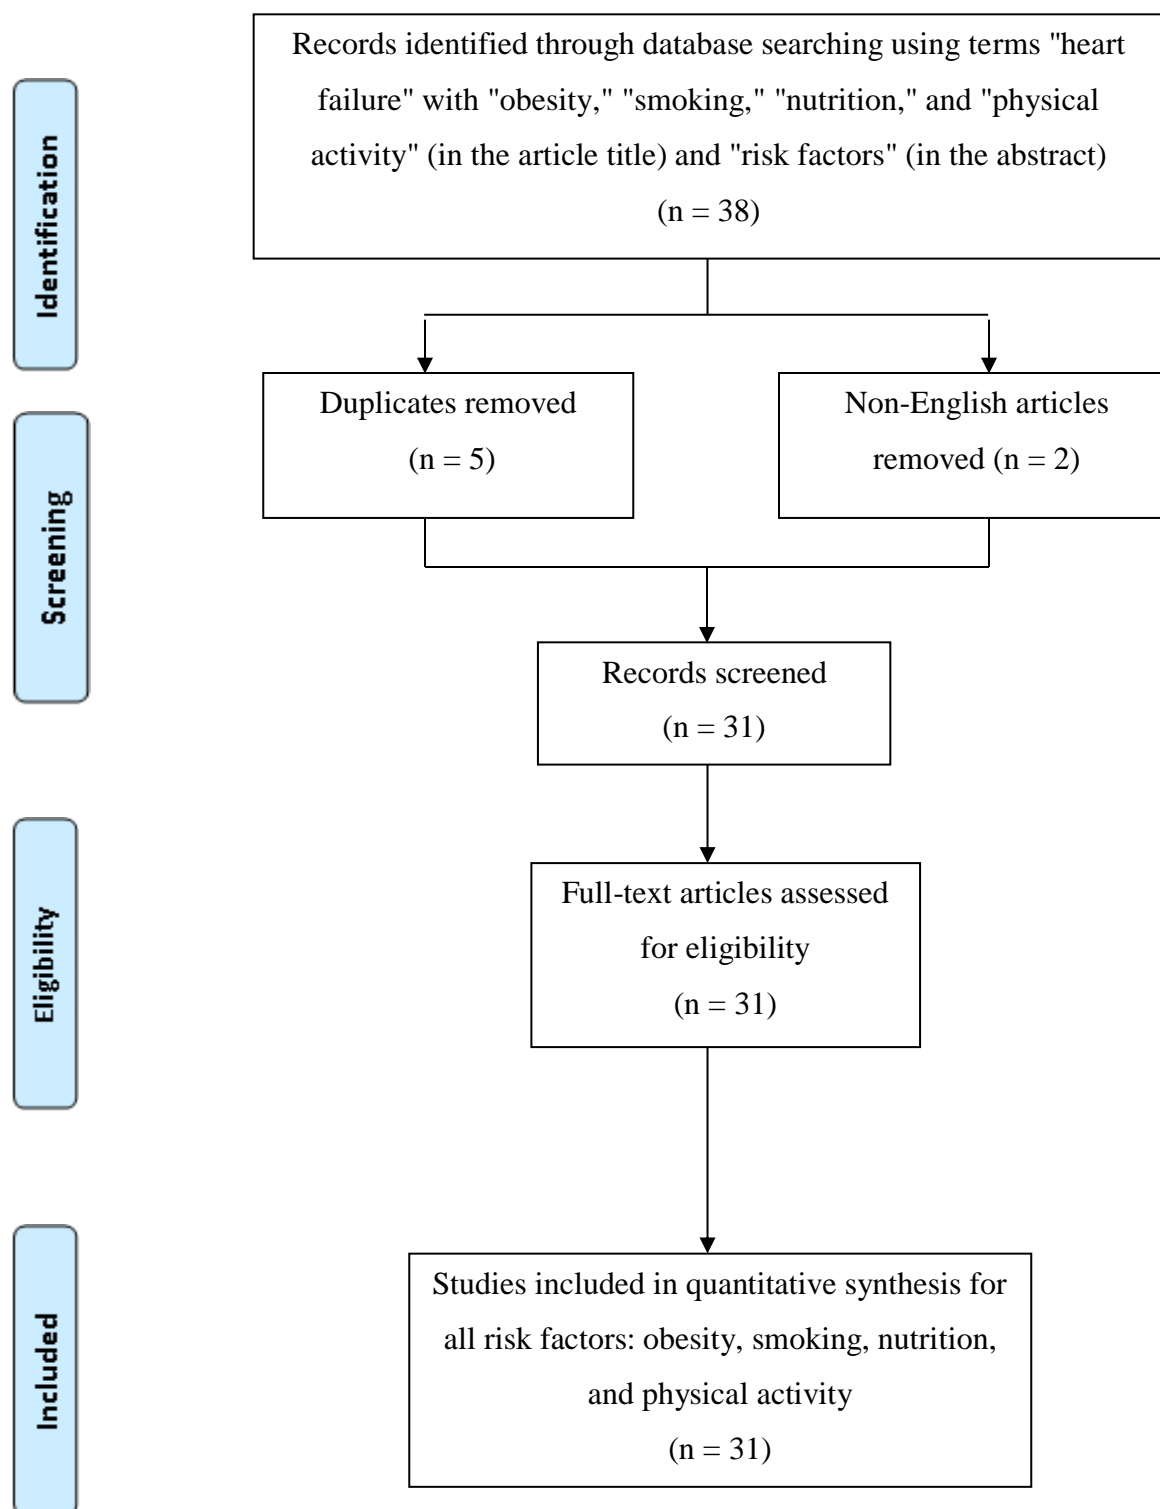 Records identified through database searching using terms "heart
failure" with "obesity," "smoking," "nutrition," and "physical
activity" (in the article title) and "risk factors" (in the abstract)
(n = 38)
Identification
Duplicates removed
(n = 5)
Non-English articles
removed (n = 2)
Screening
Records screened
(n = 31)
Eligibility
Full-text articles assessed
for eligibility
(n = 31)
Included
Studies included in quantitative synthesis for
all risk factors: obesity, smoking, nutrition,
and physical activity
(n = 31)